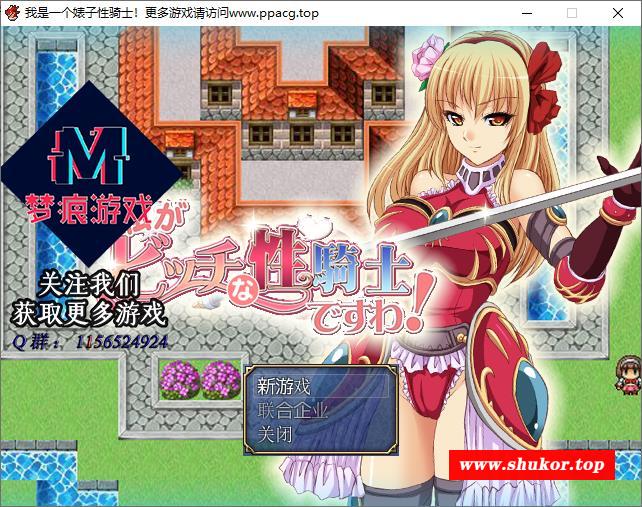 我是一个婊子性骑士！更多游戏请访问www.ppacg.top
M
梦痕游戏
が
ビッチな性騎士
ですわ！
关注我们
获取更多游戏
Q群：1156524924
新游戏
联合企业
关闭
www.shukor.top